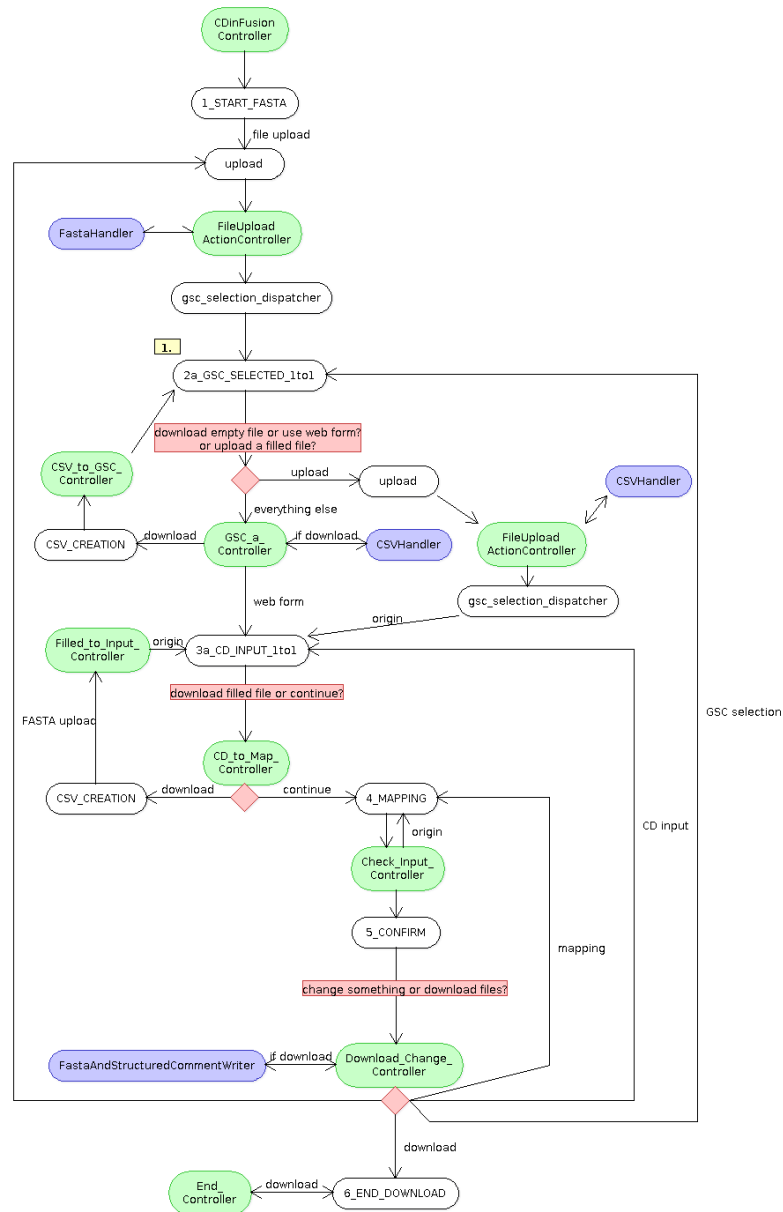 CDinFusion
Controller
1_START_FASTA
file upload
upload
FastaHandler
FileUpload
ActionController
gsc_selection_dispatcher
1.
2a_GSC_SELECTED_1to1
download empty file or use web form?
or upload a filled file?
CSV_to_GSC_
Controller
upload
upload
CSVHandler
everything else
CSV_CREATION
download
GSC_a_
Controller
if download
CSVHandler
FileUpload
ActionController
web form
gsc_selection_dispatcher
origin
Filled_to_Input_
Controller
origin
3a_CD_INPUT_1to1
download filled file or continue?
GSC selection
FASTA upload
CD_to_Map_
Controller
CSV_CREATION
download
continue
4_MAPPING
CD input
origin
Check_Input_
Controller
5_CONFIRM
mapping
change something or download files?
FastaAndStructuredCommentWriter
if download
Download_Change_
Controller
download
End_
Controller
download
6_END_DOWNLOAD